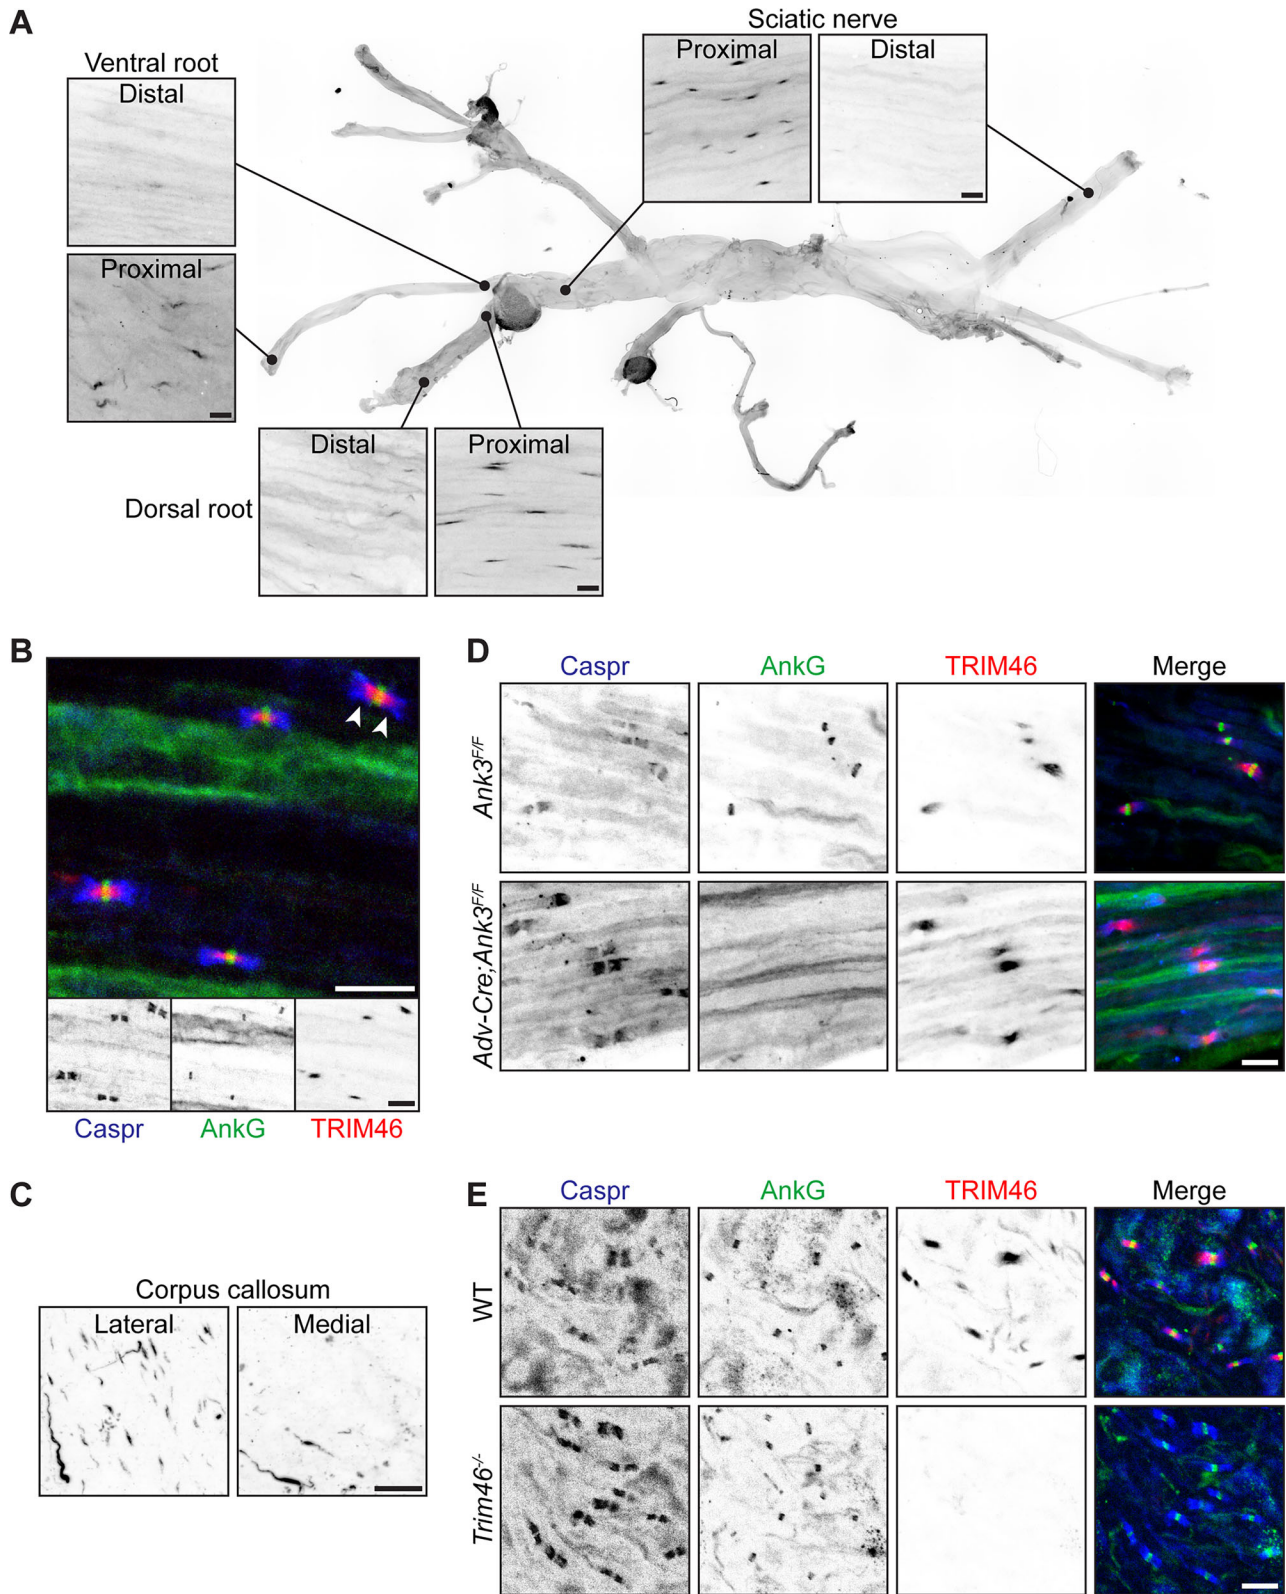 A
Sciatic nerve
Proximal
Distal
Ventral root
Distal
Proximal
Distal
Proximal
Dorsal root
B
Caspr
AnkG
TRIM46
C
Corpus callosum
Lateral
Medial
D
Caspr
AnkG
TRIM46
Merge
Ank3F/F
Adv-Cre;Ank3F/F
E
Caspr
AnkG
TRIM46
Merge
WT
Trim46-/-